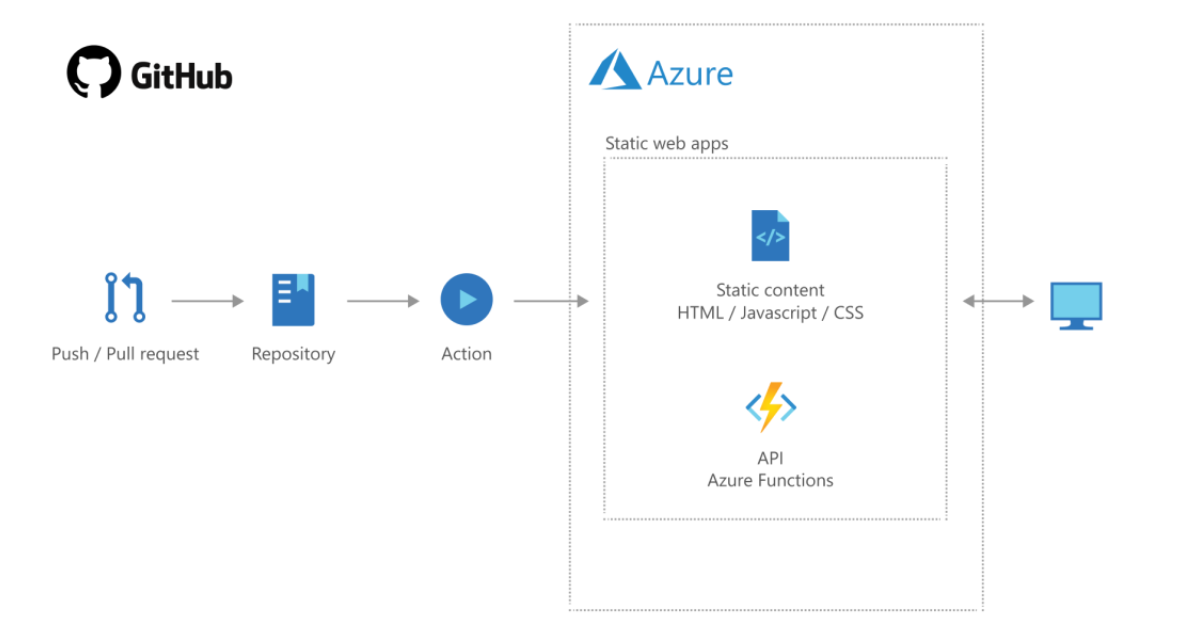 GitHub
Azure
Static web apps
</>
Static content
HTML / Javascript / CSS
Push / Pull request
Repository
Action
API
Azure Functions